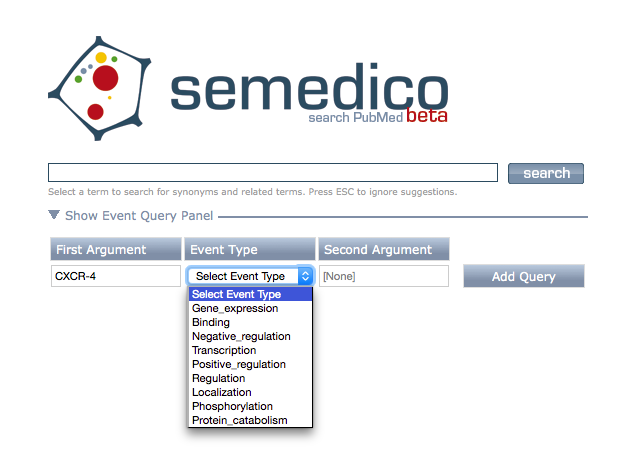 semedico
search PubMed beta
search
Select a term to search for synonyms and related terms. Press ESC to ignore suggestions.
Show Event Query Panel
First Argument Event Type Second Argument
CXCR-4 Select Event Type [None] Add Query
Select Event Type
Gene_expression
Binding
Negative_regulation
Transcription
Positive_regulation
Regulation
Localization
Phosphorylation
Protein_catabolism